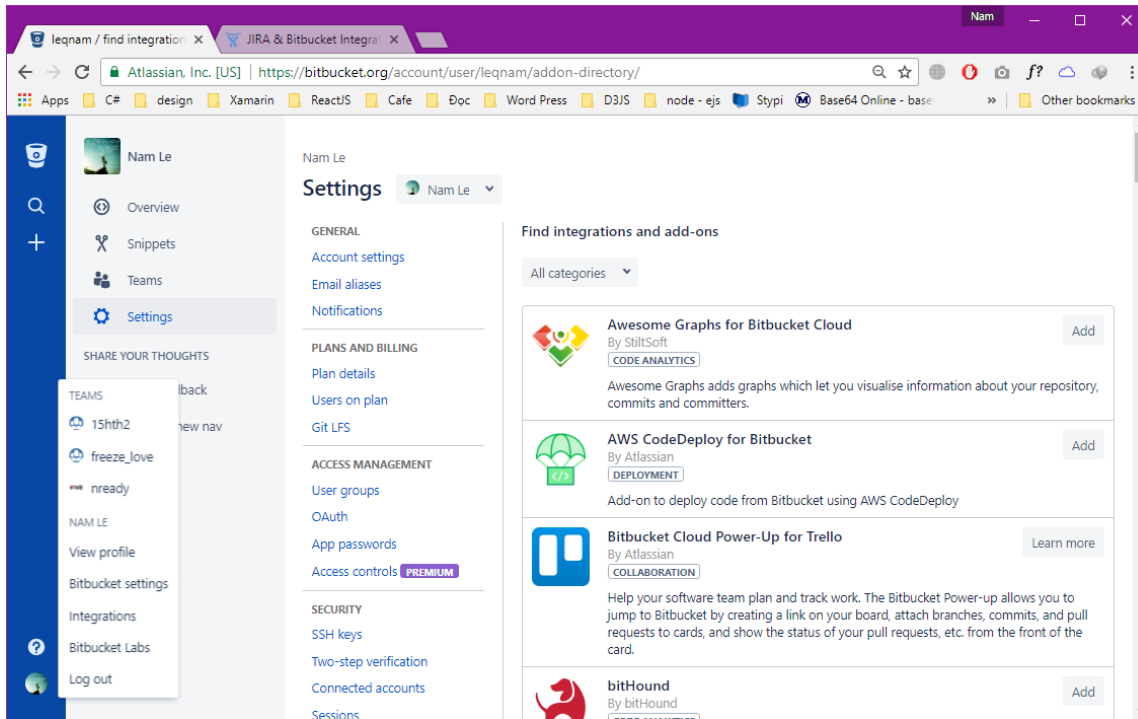 Nam
leqnam / find integration
JIRA & Bitbucket Integrat
Atlassian, Inc. [US] | https://bitbucket.org/account/user/leqnam/addon-directory/
f?
Apps
C#
design
Xamarin
ReactJS
Cafe
Đọc
Word Press
D3JS
node - ejs
Stypi
Base64 Online - base
»
Other bookmarks
Nam Le
Overview
Snippets
Teams
Settings
SHARE YOUR THOUGHTS
lback
new nav
TEAMS
15hth2
freeze_love
nready
NAM LE
View profile
Bitbucket settings
Integrations
Bitbucket Labs
Log out
Nam Le
Settings
Nam Le
GENERAL
Account settings
Email aliases
Notifications
PLANS AND BILLING
Plan details
Users on plan
Git LFS
ACCESS MANAGEMENT
User groups
OAuth
App passwords
Access controls PREMIUM
SECURITY
SSH keys
Two-step verification
Connected accounts
Sessions
Find integrations and add-ons
All categories
Awesome Graphs for Bitbucket Cloud
By StiltSoft
CODE ANALYTICS
Awesome Graphs adds graphs which let you visualise information about your repository,
commits and committers.
Add
AWS CodeDeploy for Bitbucket
By Atlassian
DEPLOYMENT
Add-on to deploy code from Bitbucket using AWS CodeDeploy
Add
Bitbucket Cloud Power-Up for Trello
By Atlassian
COLLABORATION
Help your software team plan and track work. The Bitbucket Power-up allows you to
jump to Bitbucket by creating a link on your board, attach branches, commits, and pull
requests to cards, and show the status of your pull requests, etc. from the front of the
card.
Learn more
bitHound
By bitHound
CODE ANALYTICS
Add